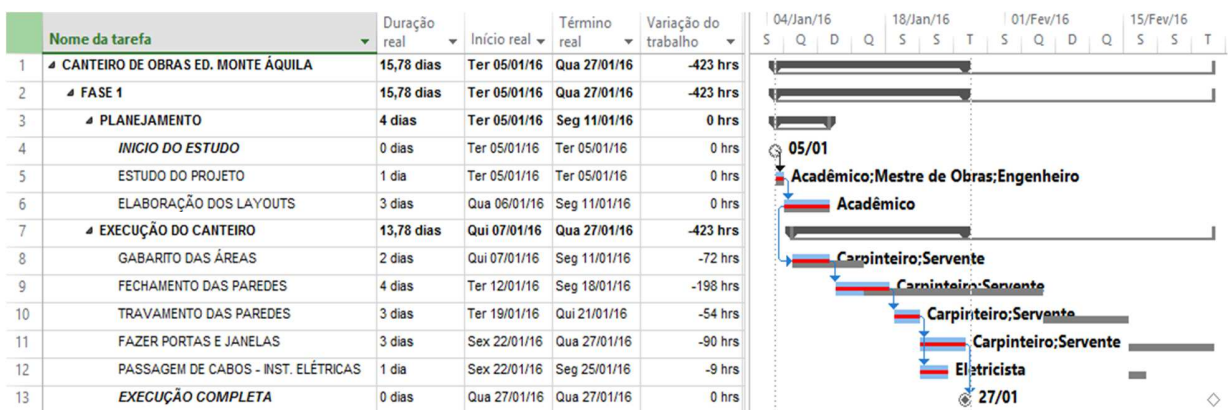 Nome da tarefa Duração real Início real Término real Variação do trabalho 04/Jan/16 18/Jan/16 01/Fev/16 15/Fev/16
S Q D Q S S T S Q D Q S S T
1 CANTEIRO DE OBRAS ED. MONTE ÁQUILA 15,78 dias Ter 05/01/16 Qua 27/01/16 -423 hrs
2 FASE 1 15,78 dias Ter 05/01/16 Qua 27/01/16 -423 hrs
3 PLANEJAMENTO 4 dias Ter 05/01/16 Seg 11/01/16 0 hrs
4 INICIO DO ESTUDO 0 dias Ter 05/01/16 Ter 05/01/16 0 hrs 05/01
5 ESTUDO DO PROJETO 1 dia Ter 05/01/16 Ter 05/01/16 0 hrs Acadêmico;Mestre de Obras;Engenheiro
6 ELABORAÇÃO DOS LAYOUTS 3 dias Qua 06/01/16 Seg 11/01/16 0 hrs Acadêmico
7 EXECUÇÃO DO CANTEIRO 13,78 dias Qui 07/01/16 Qua 27/01/16 -423 hrs
8 GABARITO DAS ÁREAS 2 dias Qui 07/01/16 Seg 11/01/16 -72 hrs Carpinteiro;Servente
9 FECHAMENTO DAS PAREDES 4 dias Ter 12/01/16 Seg 18/01/16 -198 hrs Carpinteiro;Servente
10 TRAVAMENTO DAS PAREDES 3 dias Ter 19/01/16 Qui 21/01/16 -54 hrs Carpinteiro;Servente
11 FAZER PORTAS E JANELAS 3 dias Sex 22/01/16 Qua 27/01/16 -90 hrs Carpinteiro;Servente
12 PASSAGEM DE CABOS - INST. ELÉTRICAS 1 dia Sex 22/01/16 Seg 25/01/16 -9 hrs Eletricista
13 EXECUÇÃO COMPLETA 0 dias Qua 27/01/16 Qua 27/01/16 0 hrs 27/01